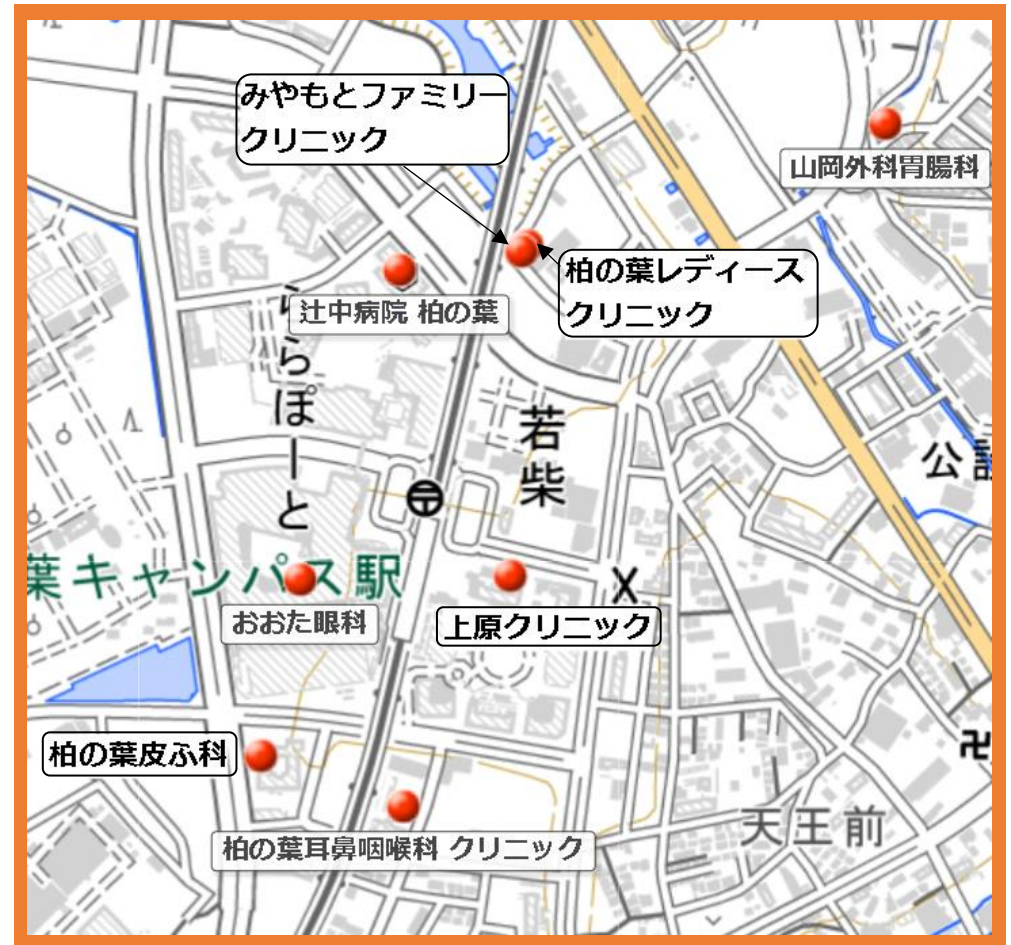 みやもとファミリー
クリニック
山岡外科胃腸科
柏の葉レディース
クリニック
辻中病院 柏の葉
ららぽーと
若柴
公設
〒
葉キャンパス駅
おおた眼科
上原クリニック
柏の葉皮ふ科
柏の葉耳鼻咽喉科 クリニック
天王前